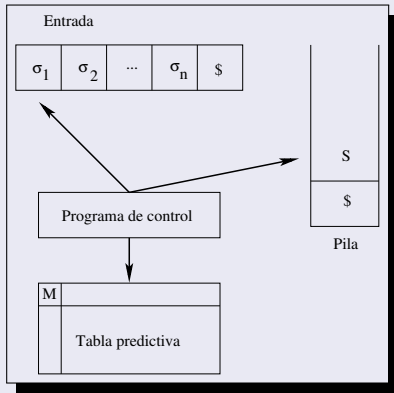 Entrada
σ1 σ2 ... σn $
S
$
Programa de control
Pila
M
Tabla predictiva